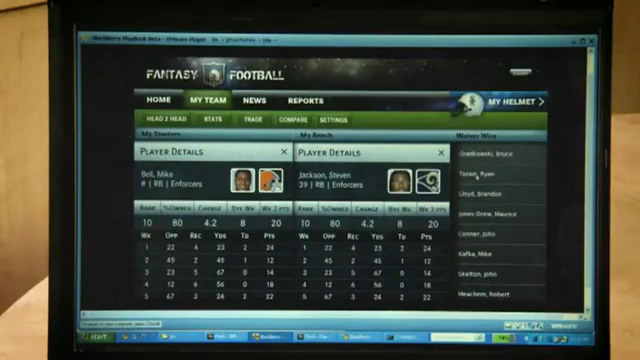 BlackBerry PlayBook Beta - VMware Player
FANTASY FOOTBALL
HOME MY TEAM NEWS REPORTS MY HELMET
HEAD 2 HEAD STATS TRADE COMPARE SETTINGS
My Starters My Bench Waiver Wire
PLAYER DETAILS PLAYER DETAILS Gradkowski, Bruce
Bell, Mike Jackson, Steven Ryan
# | RB | Enforcers 39 | RB | Enforcers Lloyd, Brandon
RANK %OWNED CHANGE BYE WK WK 2 PTS RANK %OWNED CHANGE BYE WK WK 2 PTS Jones-Drew, Maurice
10 80 4.2 8 20 10 80 4.2 8 20
WK OPP REC YDS TD PTS WK OPP REC YDS TD PTS Conner, John
1 22 4 23 0 24 1 22 4 23 0 24
2 45 2 45 1 12 2 45 2 45 1 12 Kafka, Mike
3 23 5 67 0 14 3 23 5 67 0 14 Skelton, John
4 12 6 56 0 18 4 12 6 56 0 18
5 67 3 24 2 22 5 67 3 24 2 22 Meachem, Robert
start